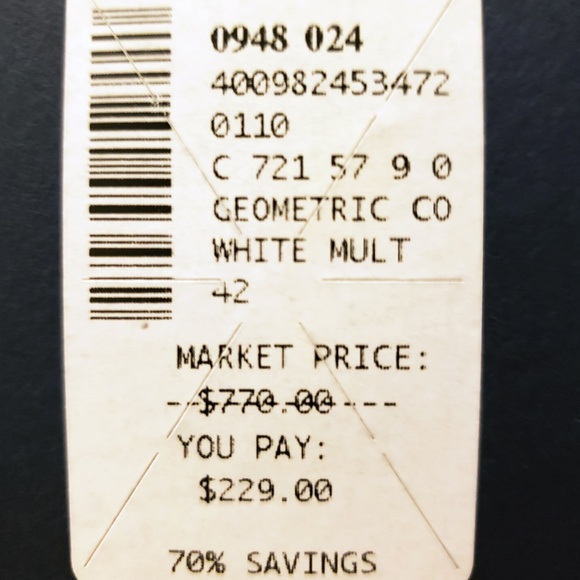 0948 024
400982453472
0110
C 721 57 9 0
GEOMETRIC CO
WHITE MULT
42
MARKET PRICE:
--$770.00---
YOU PAY:
$229.00
70% SAVINGS